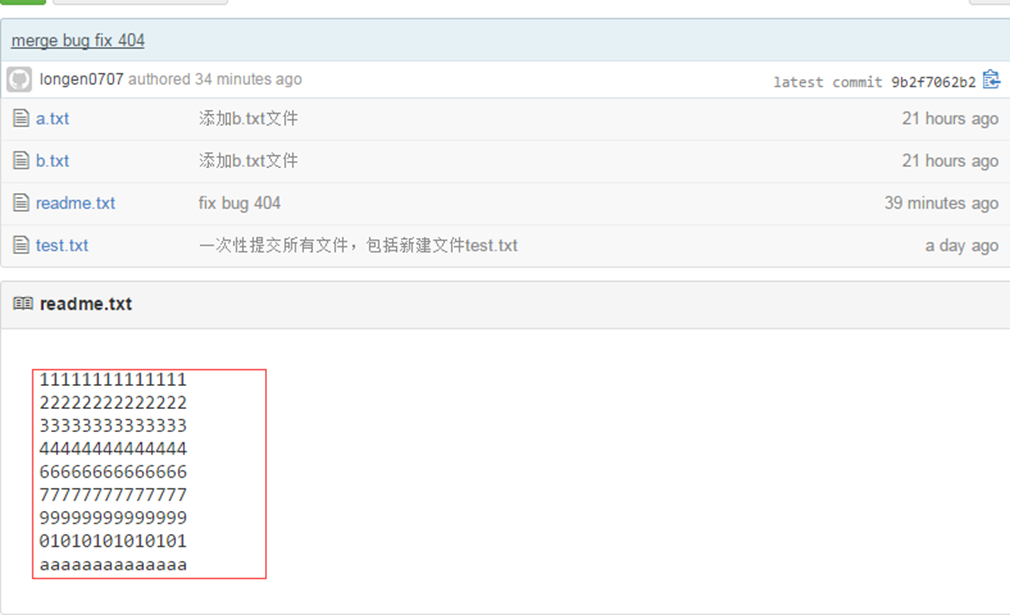 merge bug fix 404
longen0707 authored 34 minutes ago latest commit 9b2f7062b2
a.txt 添加b.txt文件 21 hours ago
b.txt 添加b.txt文件 21 hours ago
readme.txt fix bug 404 39 minutes ago
test.txt 一次性提交所有文件，包括新建文件test.txt a day ago
readme.txt
11111111111111
22222222222222
33333333333333
44444444444444
66666666666666
77777777777777
99999999999999
01010101010101
aaaaaaaaaaaaaa